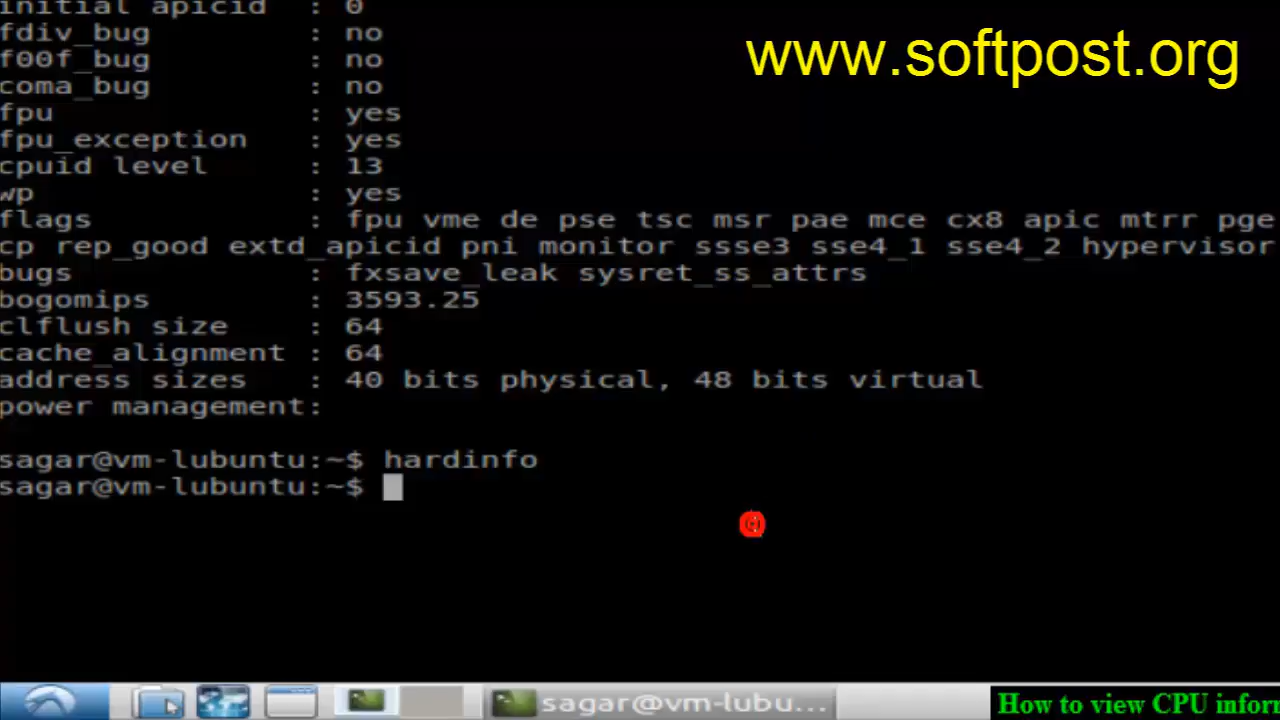 initial apicid : 0
fdiv_bug : no
www.softpost.org
f00f_bug : no
coma_bug : no
fpu : yes
fpu_exception : yes
cpuid level : 13
wp : yes
flags : fpu vme de pse tsc msr pae mce cx8 apic mtrr pge
cp rep_good extd_apicid pni monitor ssse3 sse4_1 sse4_2 hypervisor
bugs : fxsave_leak sysret_ss_attrs
bogomips : 3593.25
clflush size : 64
cache_alignment : 64
address sizes : 40 bits physical, 48 bits virtual
power management:
sagar@vm-lubuntu:~$ hardinfo
sagar@vm-lubuntu:~$
sagar@vm-lubu...
How to view CPU infor